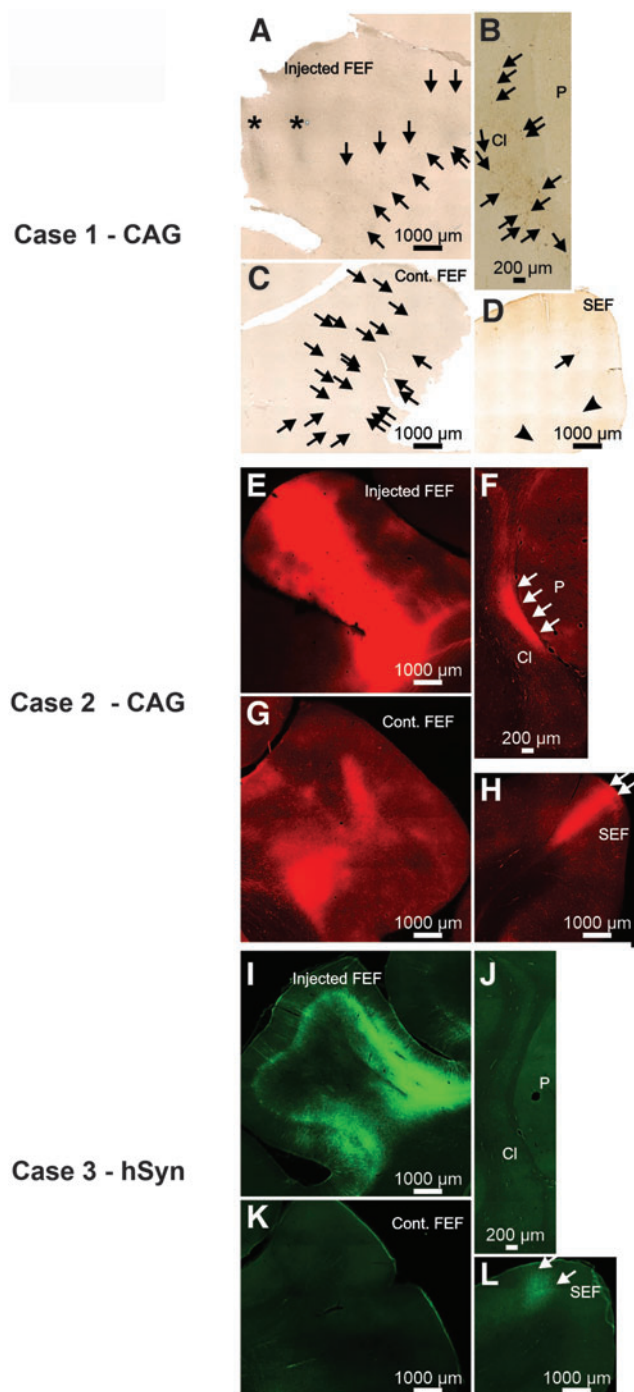 A
Injected FEF
* *
1000 µm
B
P
Cl
200 µm
Case 1 - CAG
C
Cont. FEF
1000 µm
D
SEF
1000 µm
E
Injected FEF
1000 µm
F
P
Cl
200 µm
Case 2 - CAG
G
Cont. FEF
1000 µm
H
SEF
1000 µm
I
Injected FEF
1000 µm
J
P
Cl
200 µm
Case 3 - hSyn
K
Cont. FEF
1000 µm
L
SEF
1000 µm